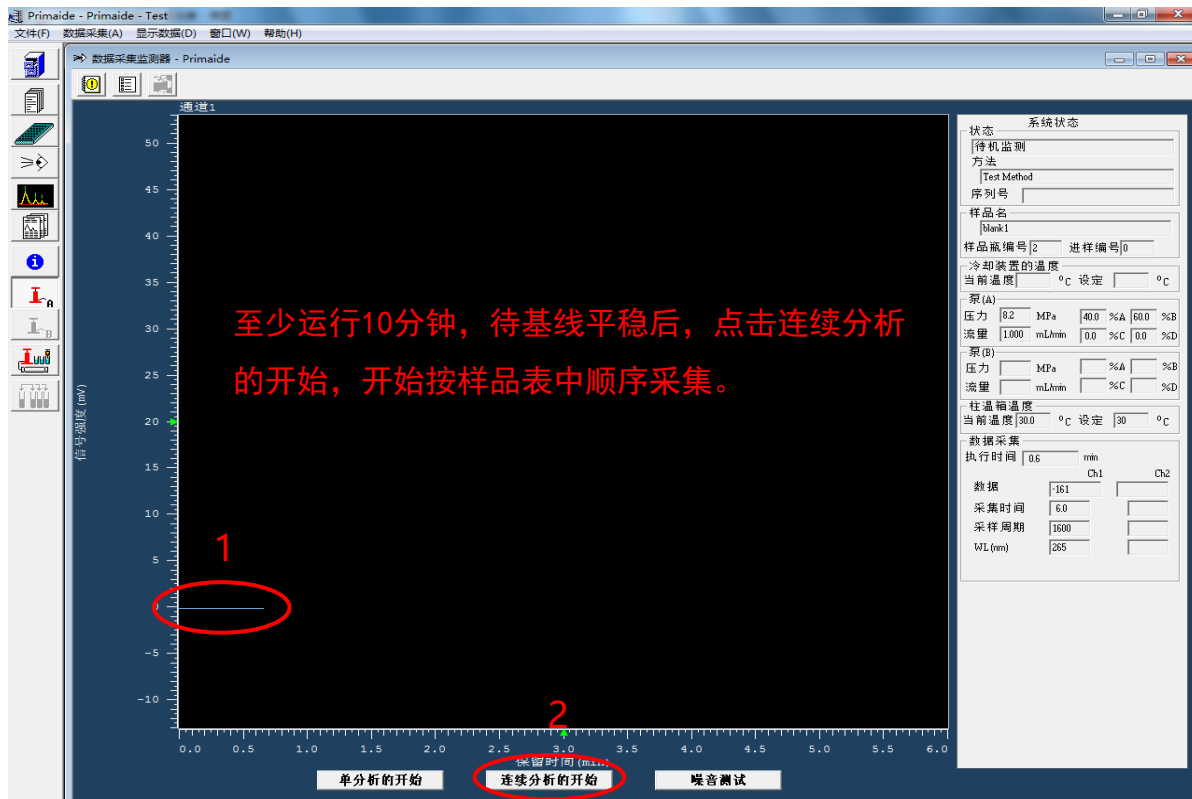 Primaide - Primaide - Test
文件(F) 数据采集(A) 显示数据(D) 窗口(W) 帮助(H)
数据采集监测器 - Primaide
通道1
50
45
40
35
30
25
20
15
10
5
0
-5
-10
信号强度 (mV)
至少运行10分钟，待基线平稳后，点击连续分析
的开始，开始按样品表中顺序采集。
1
2
0.0 0.5 1.0 1.5 2.0 2.5 3.0 3.5 4.0 4.5 5.0 5.5 6.0
保留时间 (min)
单分析的开始 连续分析的开始 噪音测试
A
B
系统状态
状态
待机监测
方法
Test Method
序列号
样品名
blank1
样品瓶编号 2 进样编号 0
冷却装置的温度
当前温度 °C 设定 °C
泵(A)
压力 8.2 MPa 40.0 %A 60.0 %B
流量 1.000 mL/min 0.0 %C 0.0 %D
泵(B)
压力 MPa %A %B
流量 mL/min %C %D
柱温箱温度
当前温度 30.0 °C 设定 30 °C
数据采集
执行时间 0.6 min
Ch1 Ch2
数据 -161
采集时间 6.0
采样周期 1600
WL(nm) 265